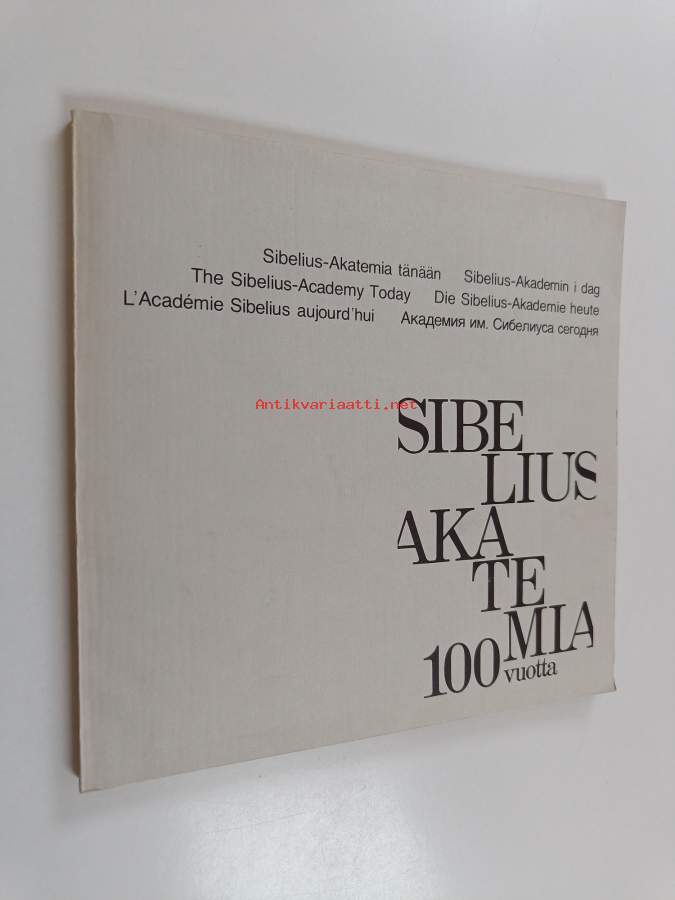 Sibelius-Akatemia tänään Sibelius-Akademin i dag
The Sibelius-Academy Today Die Sibelius-Akademie heute
L'Académie Sibelius aujourd'hui Академия им. Сибелиуса сегодня
Antikvariaatti.net
SIBE
LIUS
AKA
TE
MIA
100 vuotta